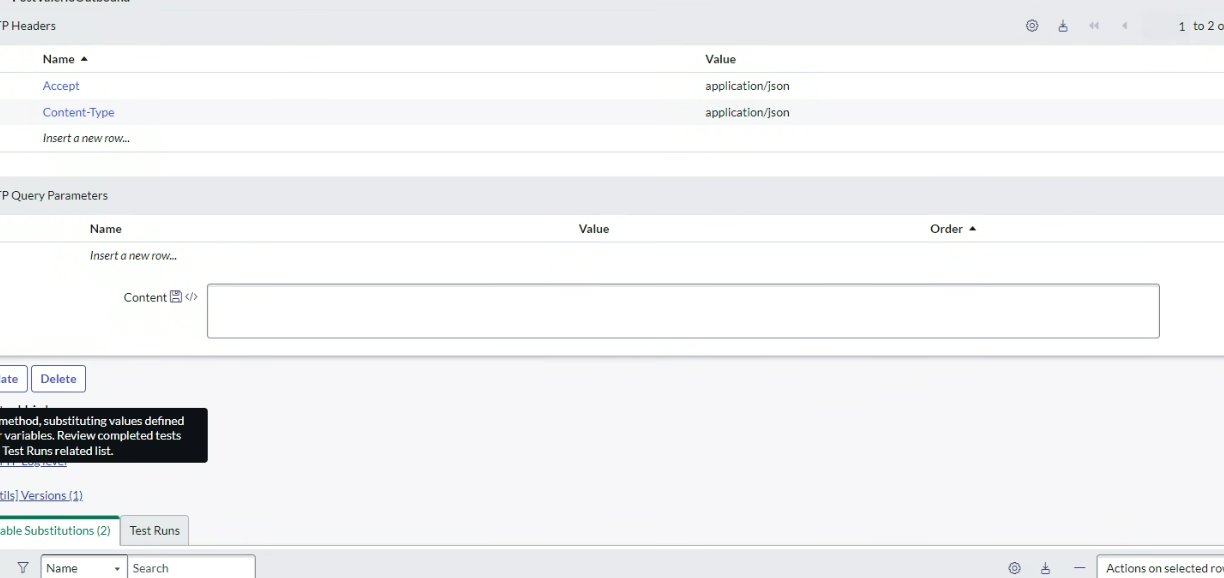 TP Headers
1 to 2 o
Name ▲ Value
Accept application/json
Content-Type application/json
Insert a new row...
TP Query Parameters
Name Value Order ▲
Insert a new row...
Content </>
ate Delete
method, substituting values defined
r variables. Review completed tests
Test Runs related list.
tils] Versions (1)
able Substitutions (2) Test Runs
Name Search Actions on selected ro